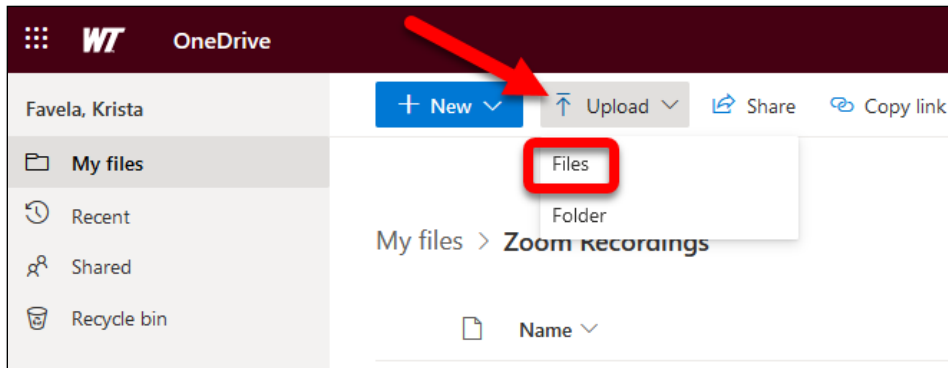 WT OneDrive
Favela, Krista
My files
Recent
Shared
Recycle bin
+ New Upload Share Copy link
Files
Folder
My files > Zoom Recordings
Name